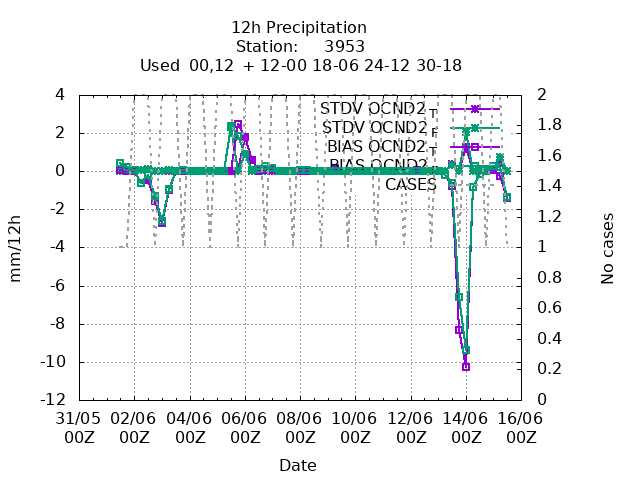 12h Precipitation
Station: 3953
Used 00,12 + 12-00 18-06 24-12 30-18
STDV OCND2 T
STDV OCND2 F
BIAS OCND2 T
BIAS OCND2
CASES
mm/12h
4
2
0
-2
-4
-6
-8
-10
-12
No cases
2
1.8
1.6
1.4
1.2
1
0.8
0.6
0.4
0.2
0
31/05 02/06 04/06 06/06 08/06 10/06 12/06 14/06 16/06
00Z 00Z 00Z 00Z 00Z 00Z 00Z 00Z 00Z
Date